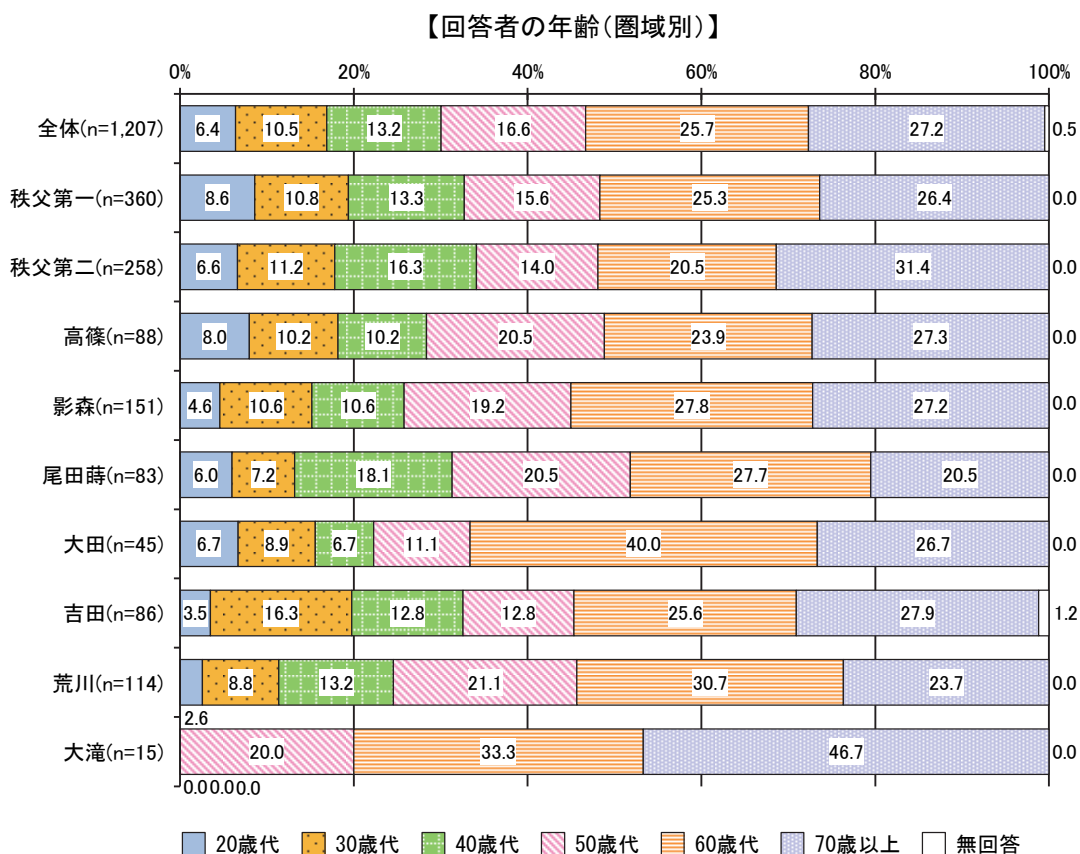 【回答者の年齢(圏域別)】
0% 20% 40% 60% 80% 100%
全体(n=1,207) 6.4 10.5 13.2 16.6 25.7 27.2 0.5
秩父第一(n=360) 8.6 10.8 13.3 15.6 25.3 26.4 0.0
秩父第二(n=258) 6.6 11.2 16.3 14.0 20.5 31.4 0.0
高篠(n=88) 8.0 10.2 10.2 20.5 23.9 27.3 0.0
影森(n=151) 4.6 10.6 10.6 19.2 27.8 27.2 0.0
尾田蒔(n=83) 6.0 7.2 18.1 20.5 27.7 20.5 0.0
大田(n=45) 6.7 8.9 6.7 11.1 40.0 26.7 0.0
吉田(n=86) 3.5 16.3 12.8 12.8 25.6 27.9 1.2
荒川(n=114) 8.8 13.2 21.1 30.7 23.7 0.0
2.6
大滝(n=15) 20.0 33.3 46.7 0.0
0.00.00.0
20歳代 30歳代 40歳代 50歳代 60歳代 70歳以上 無回答